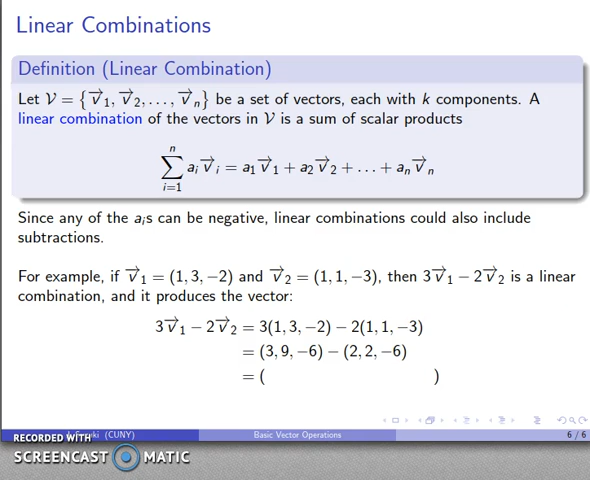 Linear Combinations
Definition (Linear Combination)
Let 𝒱 = {V⃗₁, V⃗₂, . . . , V⃗ₙ} be a set of vectors, each with k components. A
linear combination of the vectors in 𝒱 is a sum of scalar products
∑ᵢ₌₁ⁿ aᵢV⃗ᵢ = a₁V⃗₁ + a₂V⃗₂ + . . . + aₙV⃗ₙ
Since any of the aᵢs can be negative, linear combinations could also include
subtractions.
For example, if V⃗₁ = (1, 3, −2) and V⃗₂ = (1, 1, −3), then 3V⃗₁ − 2V⃗₂ is a linear
combination, and it produces the vector:
3V⃗₁ − 2V⃗₂ = 3(1, 3, −2) − 2(1, 1, −3)
= (3, 9, −6) − (2, 2, −6)
= ( )
(CUNY) Basic Vector Operations 6 / 6
RECORDED WITH
SCREENCAST MATIC